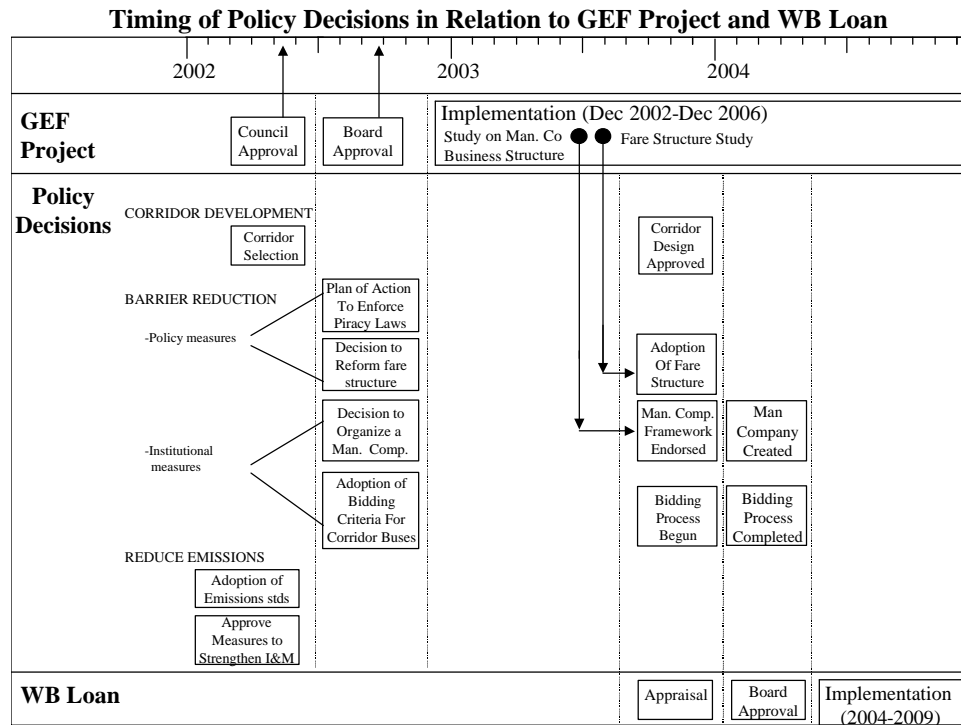 Timing of Policy Decisions in Relation to GEF Project and WB Loan
2002
2003
2004
GEF
Project
Council
Approval
Board
Approval
Implementation (Dec 2002-Dec 2006)
Study on Man. Co
Business Structure
Fare Structure Study
Policy
Decisions
CORRIDOR DEVELOPMENT
Corridor
Selection
Corridor
Design
Approved
BARRIER REDUCTION
-Policy measures
Plan of Action
To Enforce
Piracy Laws
Decision to
Reform fare
structure
Adoption
Of Fare
Structure
-Institutional
measures
Decision to
Organize a
Man. Comp.
Man. Comp.
Framework
Endorsed
Man
Company
Created
Adoption of
Bidding
Criteria For
Corridor Buses
Bidding
Process
Begun
Bidding
Process
Completed
REDUCE EMISSIONS
Adoption of
Emissions stds
Approve
Measures to
Strengthen I&M
WB Loan
Appraisal
Board
Approval
Implementation
(2004-2009)